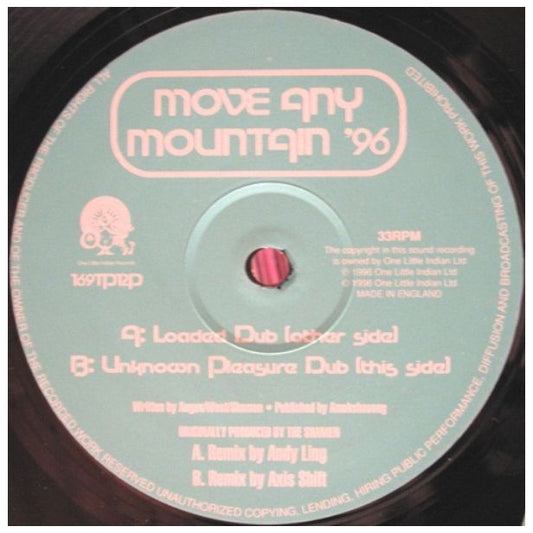 MOVE ANY
MOUNTAIN '96
One Little Indian Records
169TP12P
33RPM
The copyright in this sound recording
is owned by One Little Indian Ltd
℗ 1996 One Little Indian Ltd
© 1996 One Little Indian Ltd
MADE IN ENGLAND
A: Loaded Dub (other side)
B: Unknown Pleasure Dub (this side)
Written by Angus/West/Sinnott • Published by
ORIGINALLY PRODUCED BY THE SHAMEN
A. Remix by Andy Ling
B. Remix by Axis Shift
ALL RIGHTS OF THE PRODUCER AND OF THE OWNER OF THE RECORDED WORK RESERVED UNAUTHORIZED COPYING, LENDING, HIRING PUBLIC PERFORMANCE, DIFFUSION AND BROADCASTING OF THIS WORK PROHIBITED